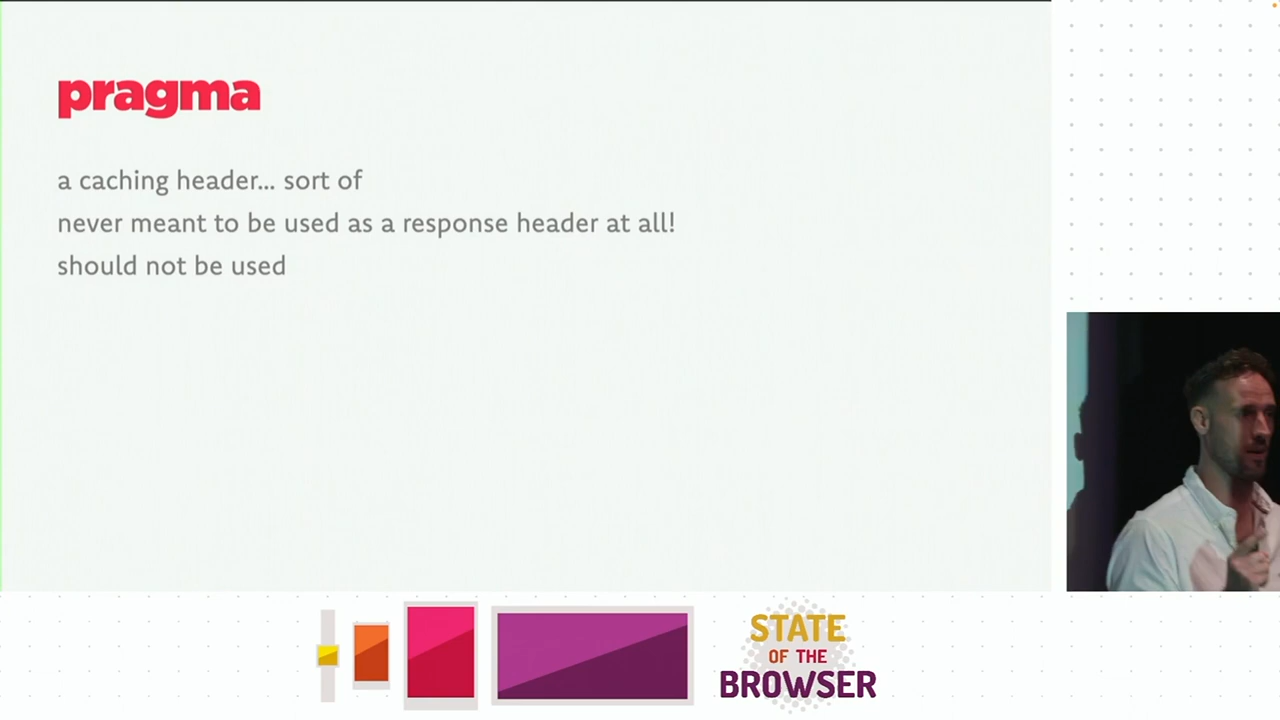 pragma
a caching header... sort of
never meant to be used as a response header at all!
should not be used
STATE
OF THE
BROWSER